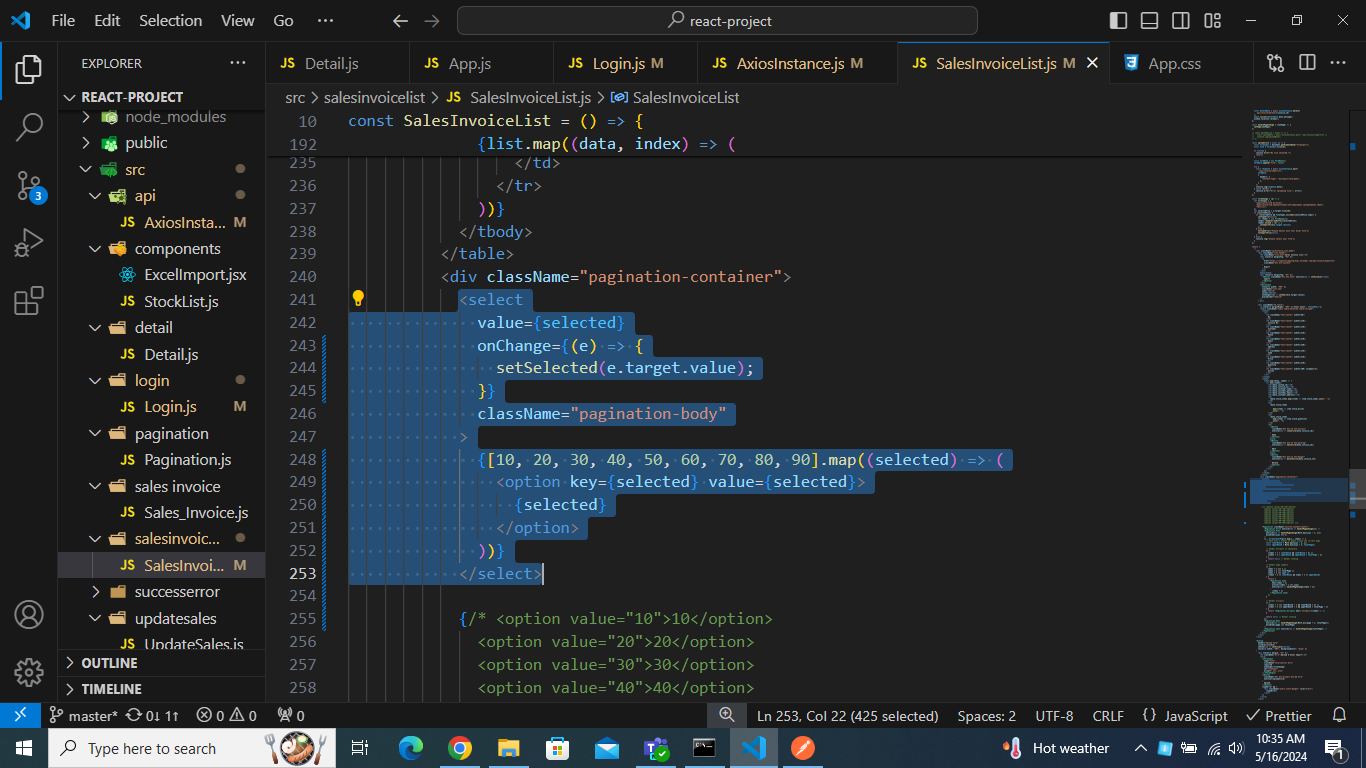 File Edit Selection View Go ··· react-project
EXPLORER ···
REACT-PROJECT
node_modules
public
src
api
JS AxiosInsta... M
components
ExcelImport.jsx
JS StockList.js
detail
JS Detail.js
login
JS Login.js M
pagination
JS Pagination.js
sales invoice
JS Sales_Invoice.js
salesinvoic...
JS SalesInvoi... M
successerror
updatesales
JS UpdateSales.js
OUTLINE
TIMELINE
3
JS Detail.js JS App.js JS Login.js M JS AxiosInstance.js M JS SalesInvoiceList.js M App.css ···
src > salesinvoicelist > JS SalesInvoiceList.js > SalesInvoiceList
10 const SalesInvoiceList = () => {
192 {list.map((data, index) => (
235 </td>
236 </tr>
237 ))}
238 </tbody>
239 </table>
240 <div className="pagination-container">
241 <select
242 value={selected}
243 onChange={(e) => {
244 setSelected(e.target.value);
245 }}
246 className="pagination-body"
247 >
248 {[10, 20, 30, 40, 50, 60, 70, 80, 90].map((selected) => (
249 <option key={selected} value={selected}>
250 {selected}
251 </option>
252 ))}
253 </select>
254
255 {/* <option value="10">10</option>
256 <option value="20">20</option>
257 <option value="30">30</option>
258 <option value="40">40</option>
master* 0↓ 1↑ 0 0 0 Ln 253, Col 22 (425 selected) Spaces: 2 UTF-8 CRLF {} JavaScript Prettier
Type here to search Hot weather 10:35 AM
5/16/2024
1